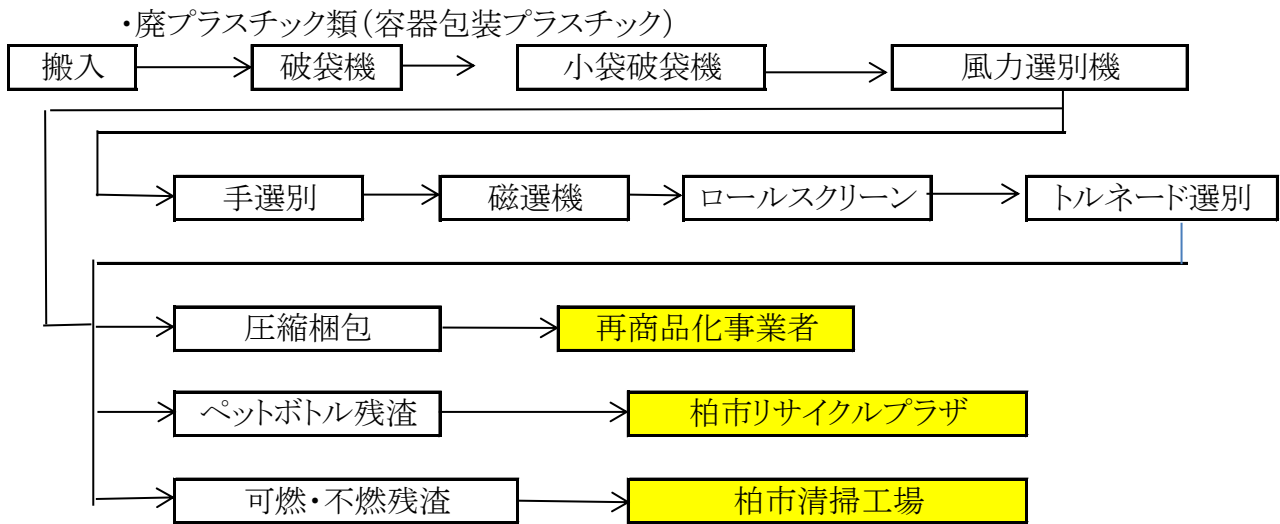 ・廃プラスチック類(容器包装プラスチック)
搬入 破袋機 小袋破袋機 風力選別機
手選別 磁選機 ロールスクリーン トルネード選別
圧縮梱包 再商品化事業者
ペットボトル残渣 柏市リサイクルプラザ
可燃・不燃残渣 柏市清掃工場